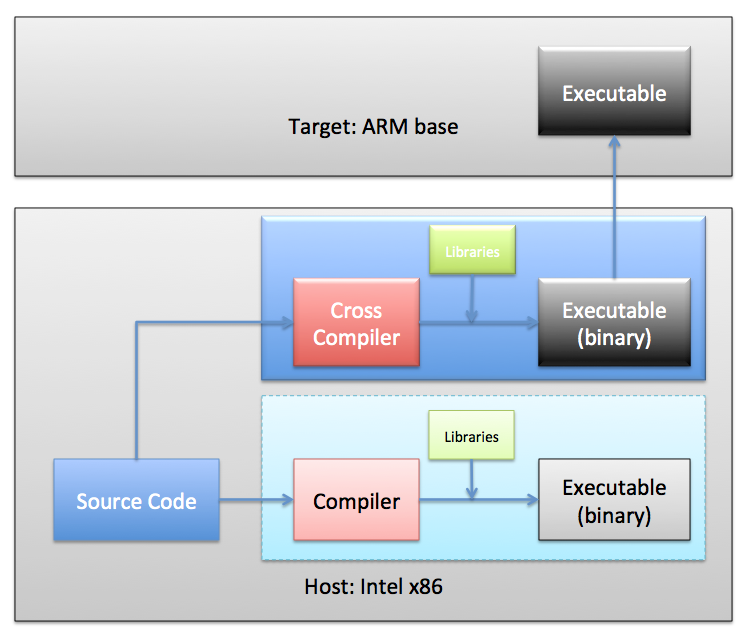 Executable
Target: ARM base
Libraries
Cross
Compiler
Executable
(binary)
Libraries
Source Code
Compiler
Executable
(binary)
Host: Intel x86